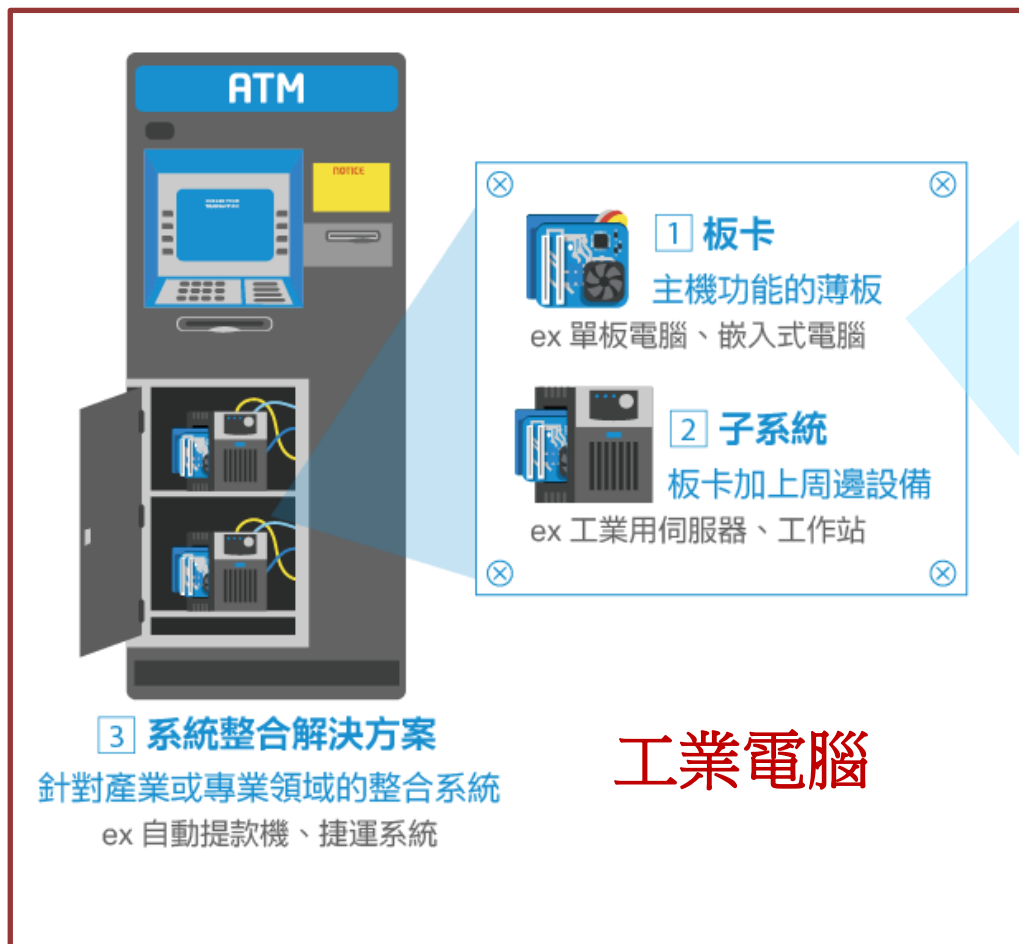 ATM
NOTICE
1 板卡
主機功能的薄板
ex 單板電腦、嵌入式電腦
2 子系統
板卡加上周邊設備
ex 工業用伺服器、工作站
3 系統整合解決方案
針對產業或專業領域的整合系統
ex 自動提款機、捷運系統
工業電腦